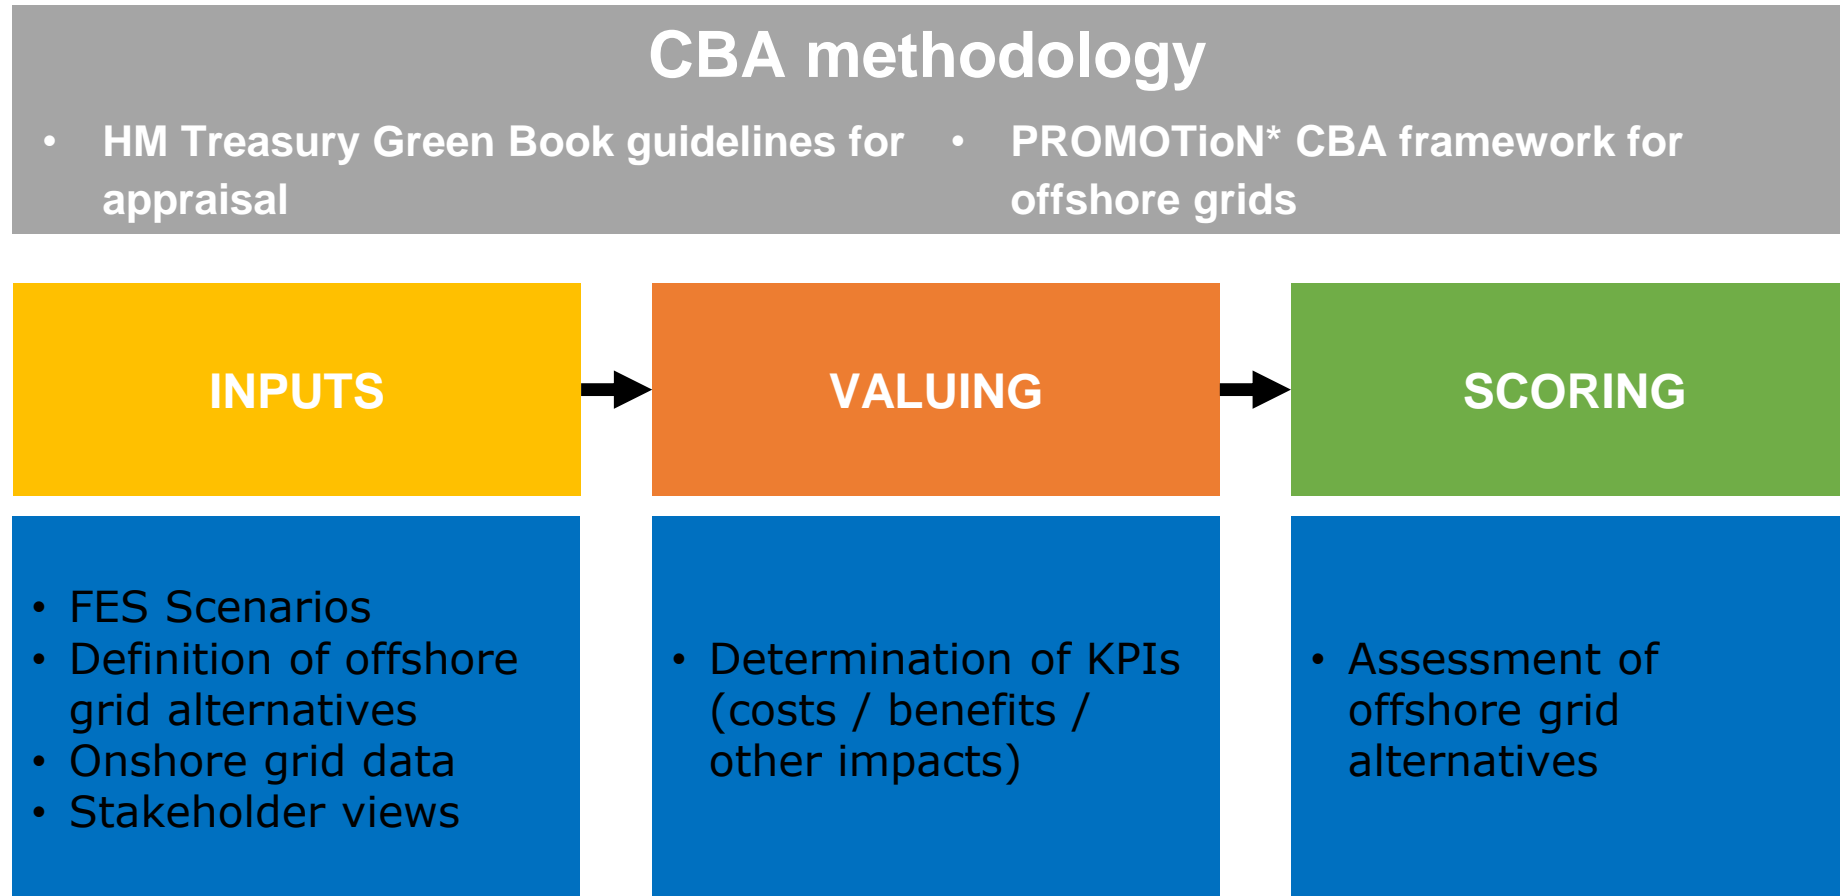 CBA methodology
• HM Treasury Green Book guidelines for
appraisal
• PROMOTioN* CBA framework for
offshore grids
INPUTS
VALUING
SCORING
• FES Scenarios
• Definition of offshore
grid alternatives
• Onshore grid data
• Stakeholder views
• Determination of KPIs
(costs / benefits /
other impacts)
• Assessment of
offshore grid
alternatives